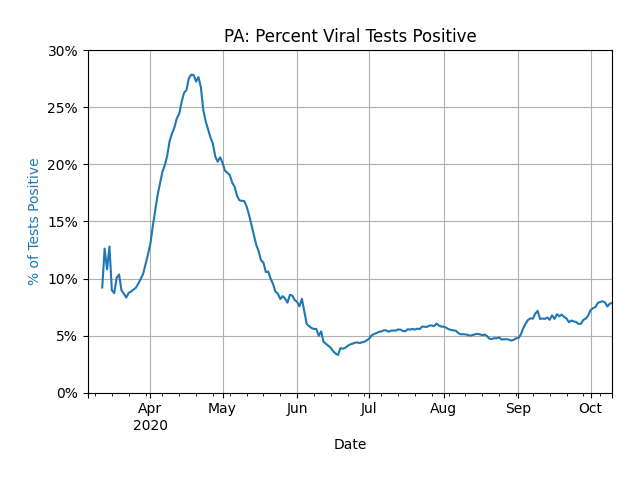 PA: Percent Viral Tests Positive
30%
25%
20%
15%
10%
5%
0%
% of Tests Positive
Apr
2020
May
Jun
Jul
Aug
Sep
Oct
Date